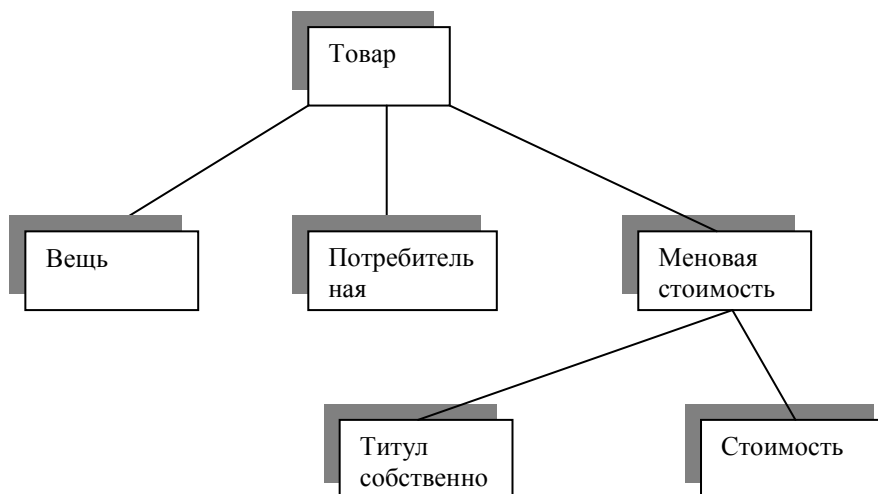 Товар
Вещь
Потребитель
ная
Меновая
стоимость
Титул
собственно
Стоимость